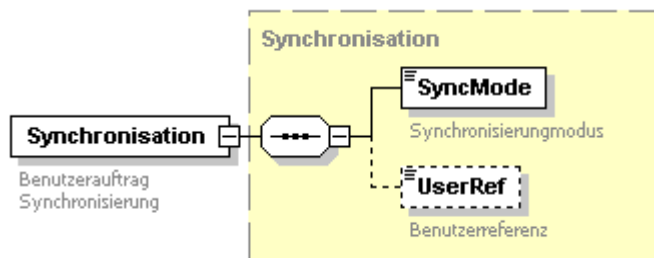 Synchronisation
SyncMode
Synchronisierungmodus
Synchronisation
Benutzerauftrag
Synchronisierung
UserRef
Benutzerreferenz